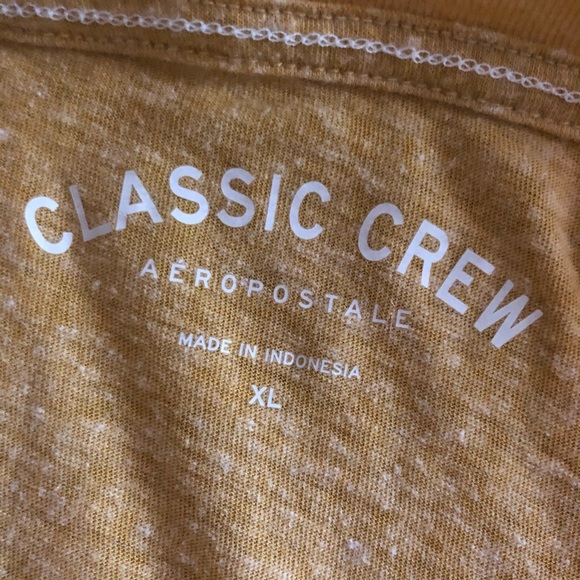 CLASSIC CREW
AÉROPOSTALE
MADE IN INDONESIA
XL